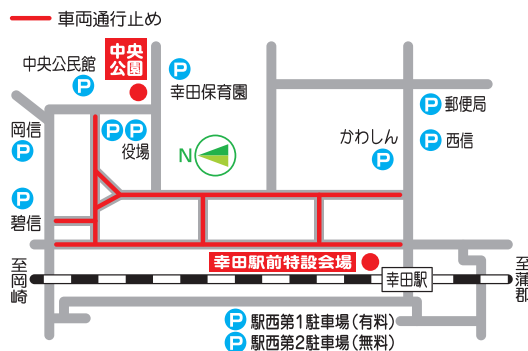 車両通行止め
中央
公園
中央公民館
P
P
幸田保育園
岡信
P
P P
役場
N
かわしん
P
P 郵便局
P 西信
P
碧信
幸田駅前特設会場
至岡崎
幸田駅
至蒲郡
P 駅西第1駐車場(有料)
P 駅西第2駐車場(無料)